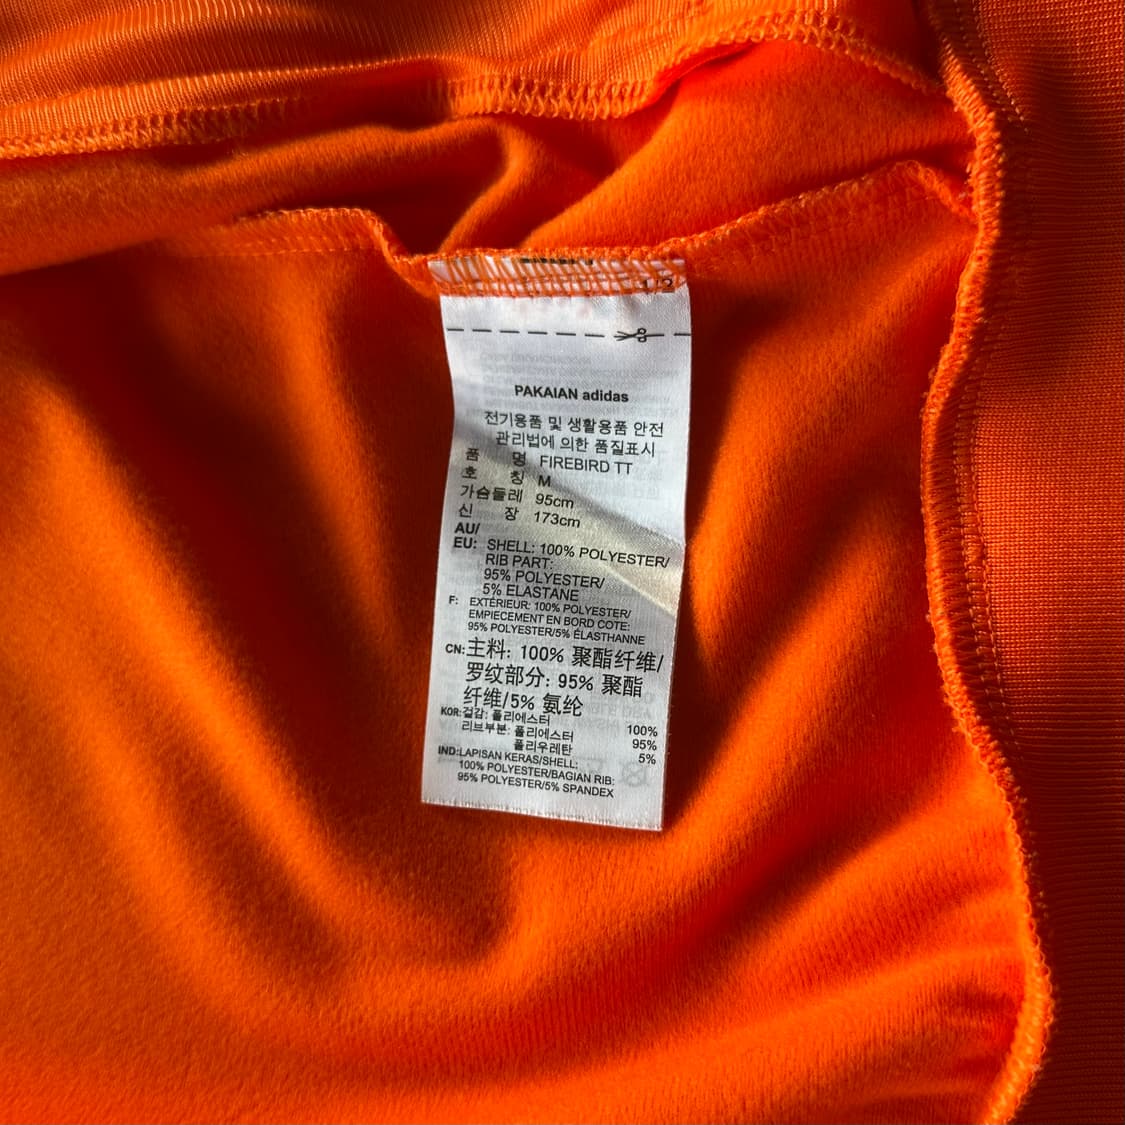 1/2
PAKAIAN adidas
전기용품 및 생활용품 안전
관리법에 의한 품질표시
품 명 FIREBIRD TT
호 칭 M
가슴둘레 95cm
신 장 173cm
AU/
EU: SHELL: 100% POLYESTER/
RIB PART:
95% POLYESTER/
5% ELASTANE
F: EXTÉRIEUR: 100% POLYESTER/
EMPIECEMENT EN BORD COTE:
95% POLYESTER/5% ÉLASTHANNE
CN:主料: 100% 聚酯纤维/
罗纹部分: 95% 聚酯
纤维/5% 氨纶
KOR:겉감: 폴리에스터 100%
리브부분: 폴리에스터 95%
폴리우레탄 5%
IND:LAPISAN KERAS/SHELL:
100% POLYESTER/BAGIAN RIB:
95% POLYESTER/5% SPANDEX